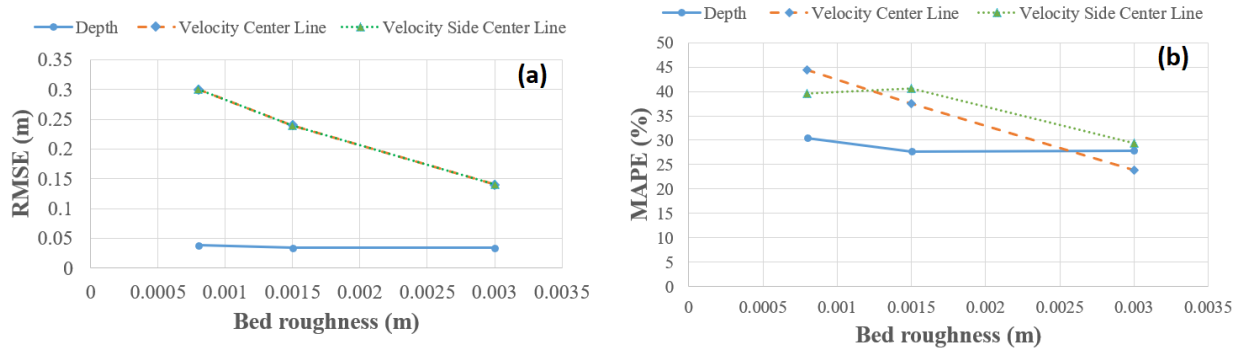 Depth Velocity Center Line Velocity Side Center Line
(a)
0.35
0.3
0.25
0.2
0.15
0.1
0.05
0
RMSE (m)
0 0.0005 0.001 0.0015 0.002 0.0025 0.003 0.0035
Bed roughness (m)
Depth Velocity Center Line Velocity Side Center Line
(b)
50
45
40
35
30
25
20
15
10
5
0
MAPE (%)
0 0.0005 0.001 0.0015 0.002 0.0025 0.003 0.0035
Bed roughness (m)